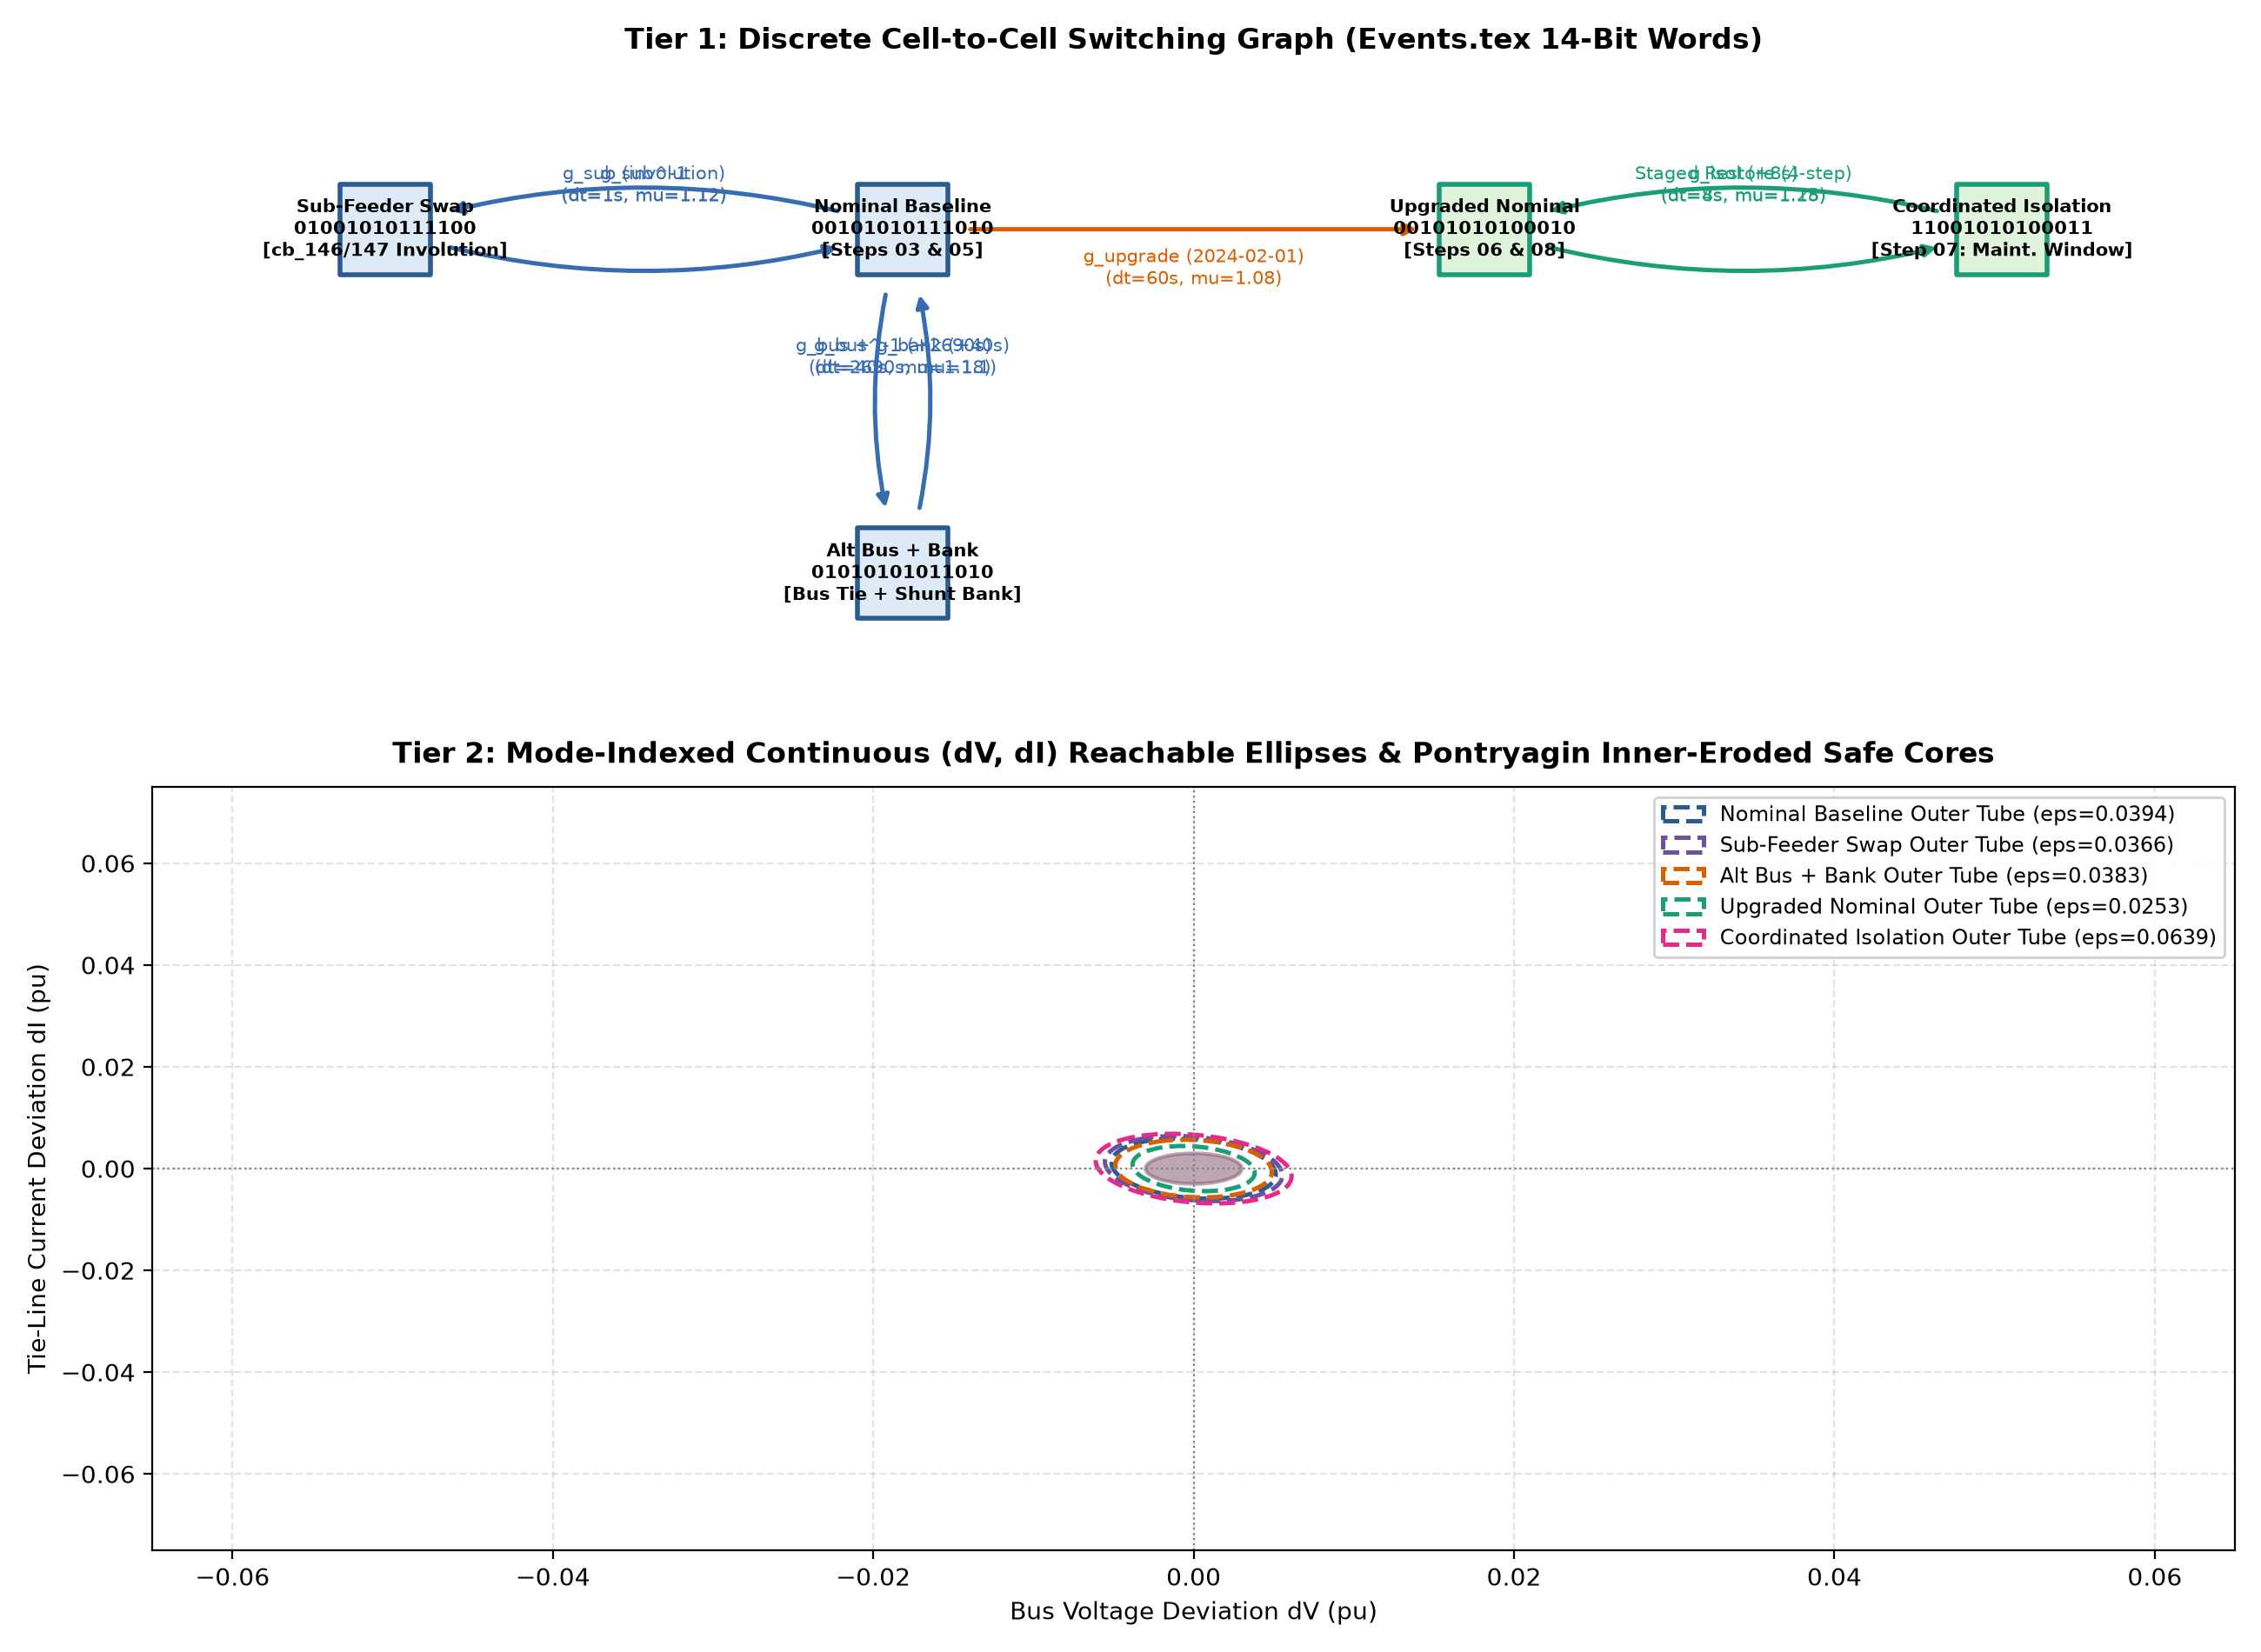 Tier 1: Discrete Cell-to-Cell Switching Graph (Events.tex 14-Bit Words)
(dt=1s, mu=1.12)
Sub-Feeder Swap
01001010111100
[cb_146/147 Involution]
Nominal Baseline
00101010111010
[Steps 03 & 05]
g_upgrade (2024-02-01)
(dt=60s, mu=1.08)
Upgraded Nominal
00101010100010
[Steps 06 & 08]
Coordinated Isolation
11001010100011
[Step 07: Maint. Window]
Alt Bus + Bank
01010101011010
[Bus Tie + Shunt Bank]
Tier 2: Mode-Indexed Continuous (dV, dI) Reachable Ellipses & Pontryagin Inner-Eroded Safe Cores
Nominal Baseline Outer Tube (eps=0.0394)
Sub-Feeder Swap Outer Tube (eps=0.0366)
Alt Bus + Bank Outer Tube (eps=0.0383)
Upgraded Nominal Outer Tube (eps=0.0253)
Coordinated Isolation Outer Tube (eps=0.0639)
Tie-Line Current Deviation dI (pu)
0.06
0.04
0.02
0.00
−0.02
−0.04
−0.06
−0.06
−0.04
−0.02
0.00
0.02
0.04
0.06
Bus Voltage Deviation dV (pu)